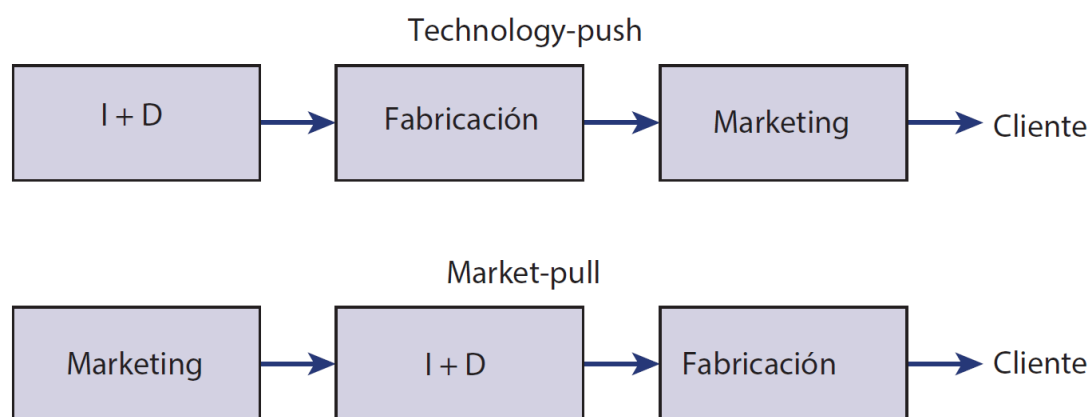 Technology-push
I + D
Fabricación
Marketing
Cliente
Market-pull
Marketing
I + D
Fabricación
Cliente